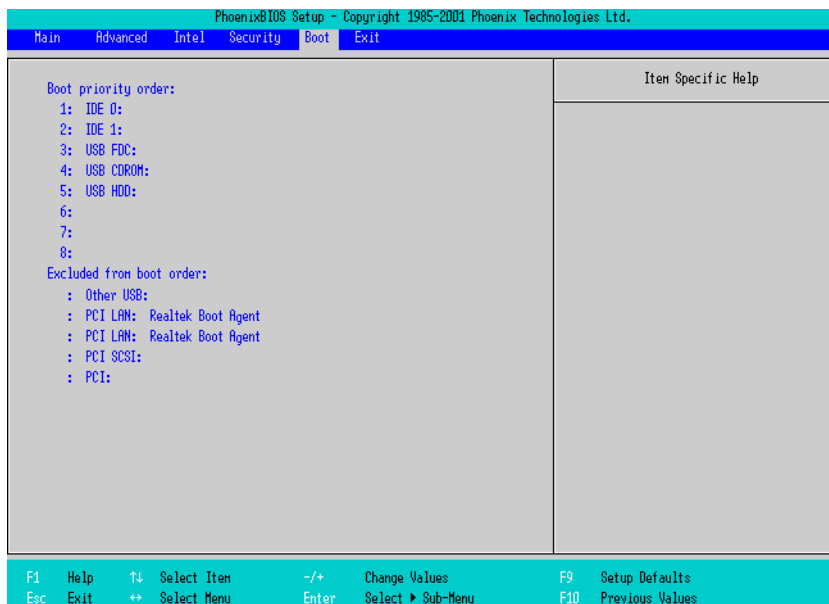 PhoenixBIOS Setup - Copyright 1985-2001 Phoenix Technologies Ltd.
Main Advanced Intel Security Boot Exit
Item Specific Help
Boot priority order:
1: IDE 0:
2: IDE 1:
3: USB FDC:
4: USB CDROM:
5: USB HDD:
6:
7:
8:
Excluded from boot order:
: Other USB:
: PCI LAN: Realtek Boot Agent
: PCI LAN: Realtek Boot Agent
: PCI SCSI:
: PCI:
F1 Help ↑↓ Select Item -/+ Change Values F9 Setup Defaults
Esc Exit ↔ Select Menu Enter Select ▶ Sub-Menu F10 Previous Values